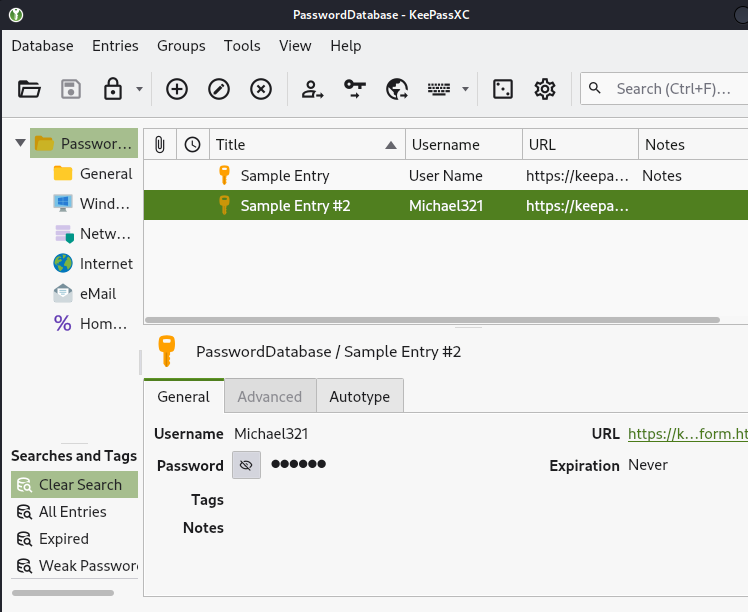 PasswordDatabase - KeePassXC
Database Entries Groups Tools View Help
Search (Ctrl+F)...
Passwor...
General
Wind...
Netw...
Internet
eMail
Hom...
Title Username URL Notes
Sample Entry User Name https://keepa... Notes
Sample Entry #2 Michael321 https://keepa...
PasswordDatabase / Sample Entry #2
General Advanced Autotype
Username Michael321 URL https://k...form.ht
Password ●●●●●● Expiration Never
Tags
Notes
Searches and Tags
Clear Search
All Entries
Expired
Weak Passwor